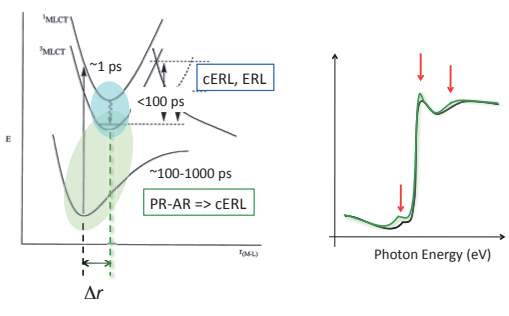 ¹MLCT
³MLCT
~1 ps
cERL, ERL
<100 ps
E
~100-1000 ps
PR-AR => cERL
r(M-L)
Δr
Photon Energy (eV)